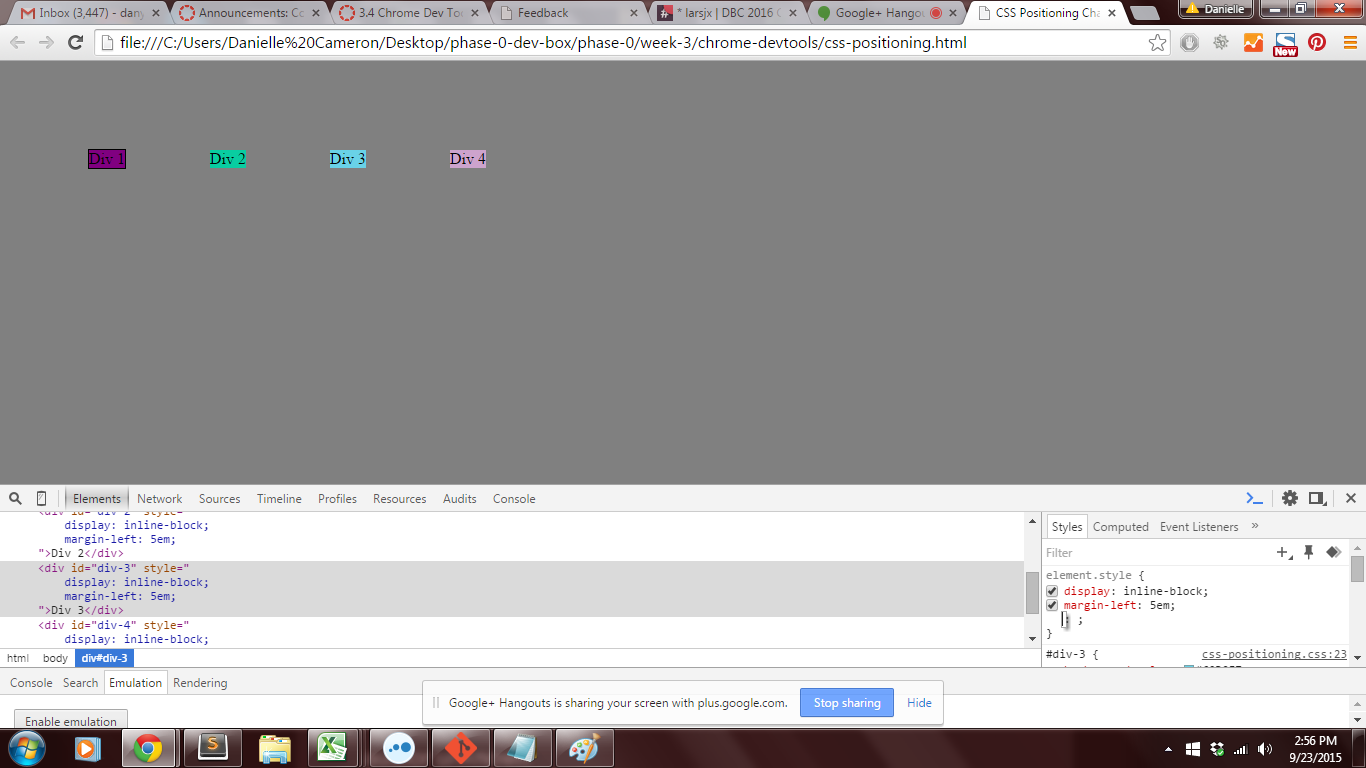 Inbox (3,447) - dany
Announcements: Co
3.4 Chrome Dev Too
Feedback
* larsjx | DBC 2016 C
Google+ Hangou
CSS Positioning Cha
Danielle
file:///C:/Users/Danielle%20Cameron/Desktop/phase-0-dev-box/phase-0/week-3/chrome-devtools/css-positioning.html
New
Div 1 Div 2 Div 3 Div 4
Elements Network Sources Timeline Profiles Resources Audits Console
<div id="div-2" style="
display: inline-block;
margin-left: 5em;
">Div 2</div>
<div id="div-3" style="
display: inline-block;
margin-left: 5em;
">Div 3</div>
<div id="div-4" style="
display: inline-block;
html body div#div-3
Styles Computed Event Listeners »
Filter
element.style {
display: inline-block;
margin-left: 5em;
: ;
}
#div-3 { css-positioning.css:23
Console Search Emulation Rendering
Enable emulation
Google+ Hangouts is sharing your screen with plus.google.com. Stop sharing Hide
2:56 PM
9/23/2015